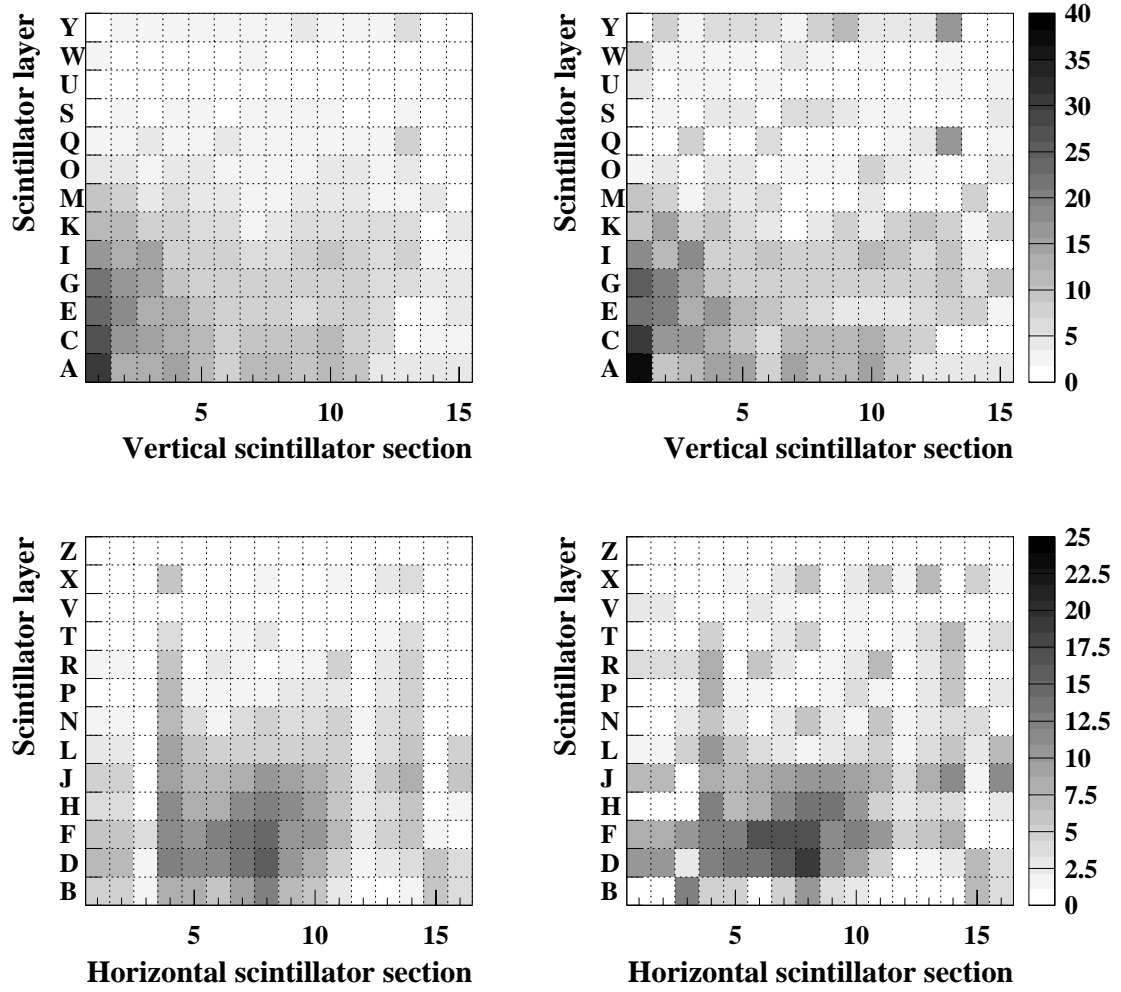 Scintillator layer
Y
W
U
S
Q
O
M
K
I
G
E
C
A
5
10
15
Vertical scintillator section
Scintillator layer
Y
W
U
S
Q
O
M
K
I
G
E
C
A
5
10
15
Vertical scintillator section
40
35
30
25
20
15
10
5
0
Scintillator layer
Z
X
V
T
R
P
N
L
J
H
F
D
B
5
10
15
Horizontal scintillator section
Scintillator layer
Z
X
V
T
R
P
N
L
J
H
F
D
B
5
10
15
Horizontal scintillator section
25
22.5
20
17.5
15
12.5
10
7.5
5
2.5
0